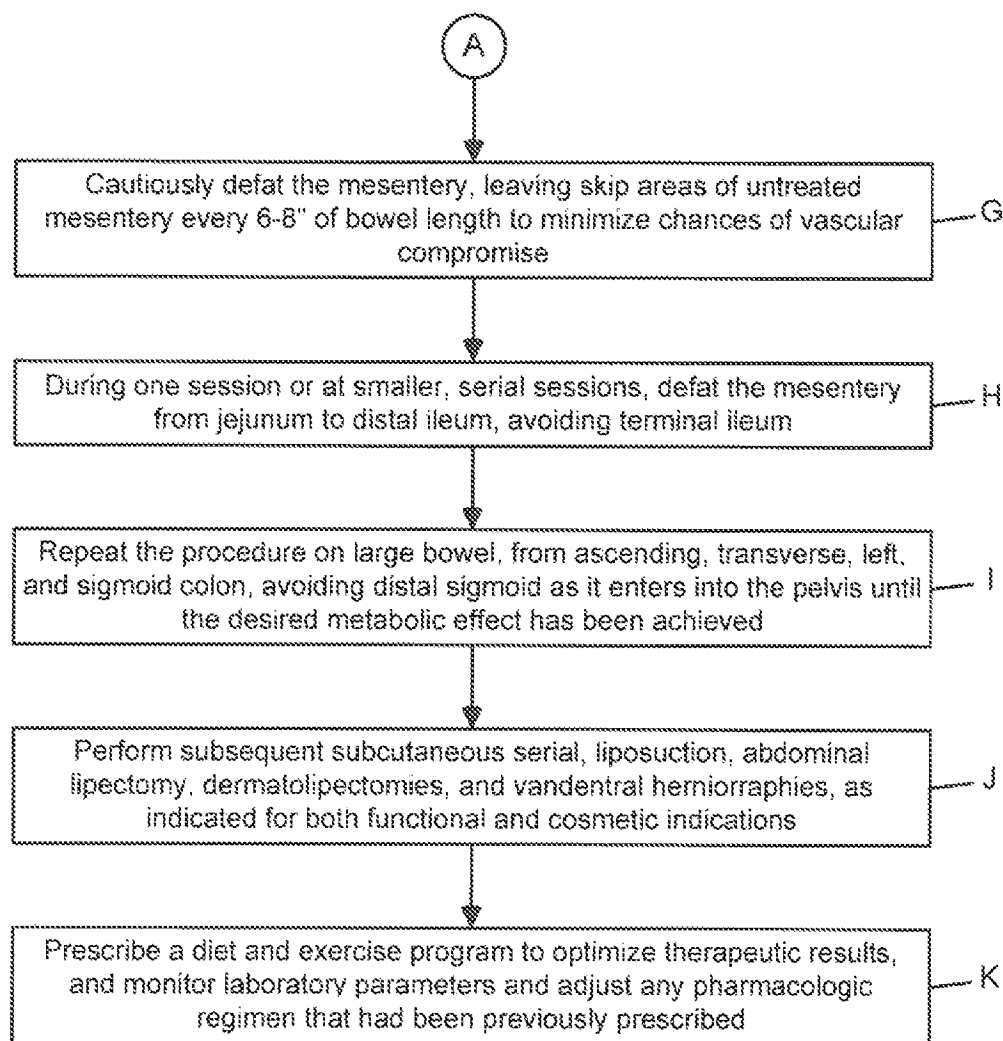 A
Cautiously defat the mesentery, leaving skip areas of untreated
mesentery every 6-8" of bowel length to minimize chances of vascular
compromise
G
During one session or at smaller, serial sessions, defat the mesentery
from jejunum to distal ileum, avoiding terminal ileum
H
Repeat the procedure on large bowel, from ascending, transverse, left,
and sigmoid colon, avoiding distal sigmoid as it enters into the pelvis until
the desired metabolic effect has been achieved
I
Perform subsequent subcutaneous serial, liposuction, abdominal
lipectomy, dermatolipectomies, and vandentral herniorraphies, as
indicated for both functional and cosmetic indications
J
Prescribe a diet and exercise program to optimize therapeutic results,
and monitor laboratory parameters and adjust any pharmacologic
regimen that had been previously prescribed
K